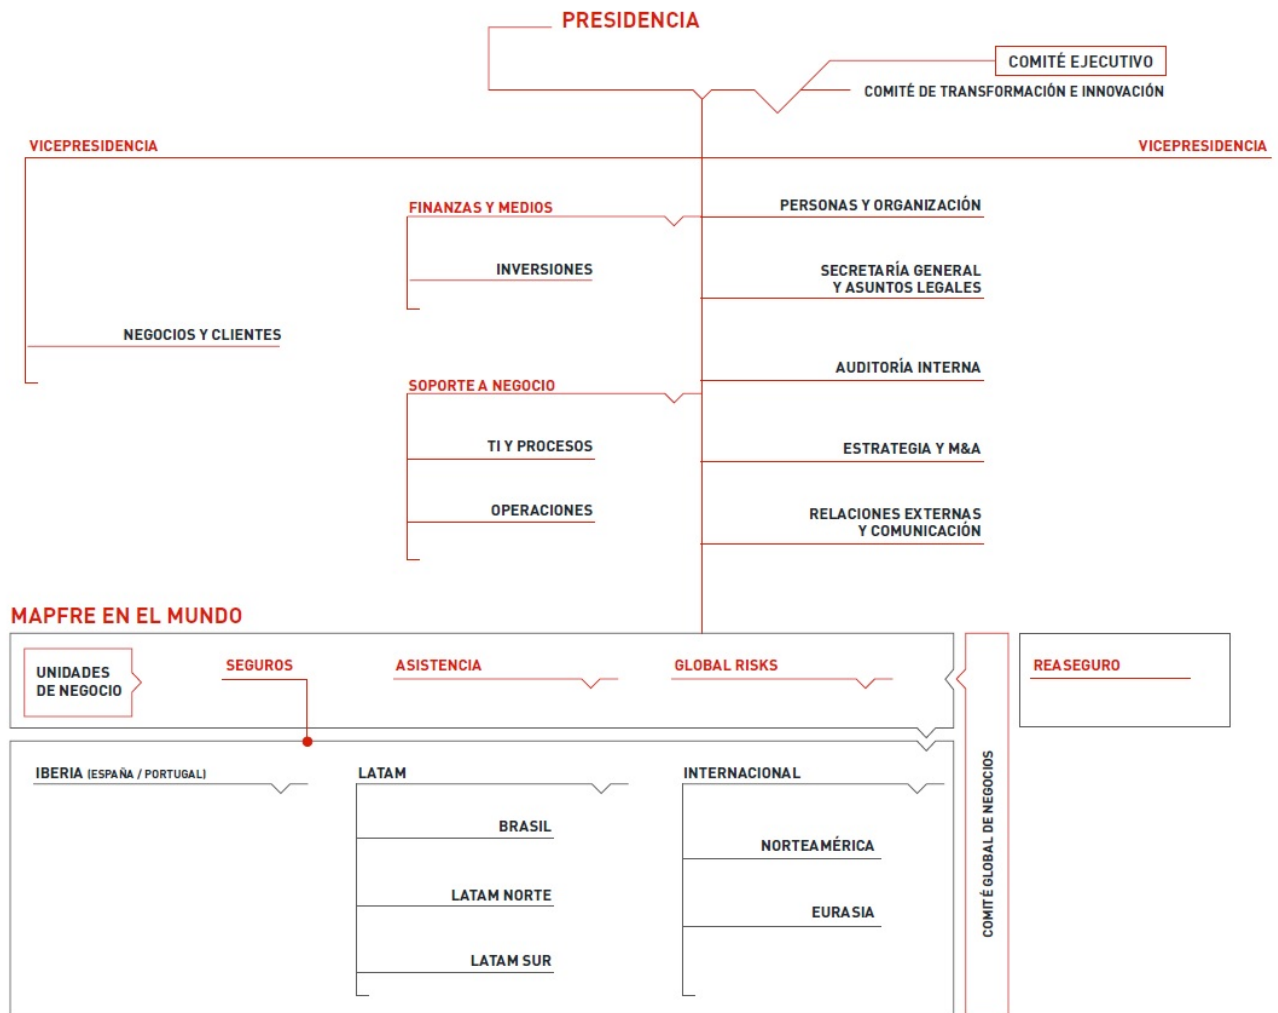 PRESIDENCIA
COMITÉ EJECUTIVO
COMITÉ DE TRANSFORMACIÓN E INNOVACIÓN
VICEPRESIDENCIA
VICEPRESIDENCIA
FINANZAS Y MEDIOS
INVERSIONES
NEGOCIOS Y CLIENTES
SOPORTE A NEGOCIO
TI Y PROCESOS
OPERACIONES
PERSONAS Y ORGANIZACIÓN
SECRETARÍA GENERAL
Y ASUNTOS LEGALES
AUDITORÍA INTERNA
ESTRATEGIA Y M&A
RELACIONES EXTERNAS
Y COMUNICACIÓN
MAPFRE EN EL MUNDO
UNIDADES
DE NEGOCIO
SEGUROS
ASISTENCIA
GLOBAL RISKS
REASEGURO
IBERIA (ESPAÑA / PORTUGAL)
LATAM
BRASIL
LATAM NORTE
LATAM SUR
INTERNACIONAL
NORTEAMÉRICA
EURASIA
COMITÉ GLOBAL DE NEGOCIOS